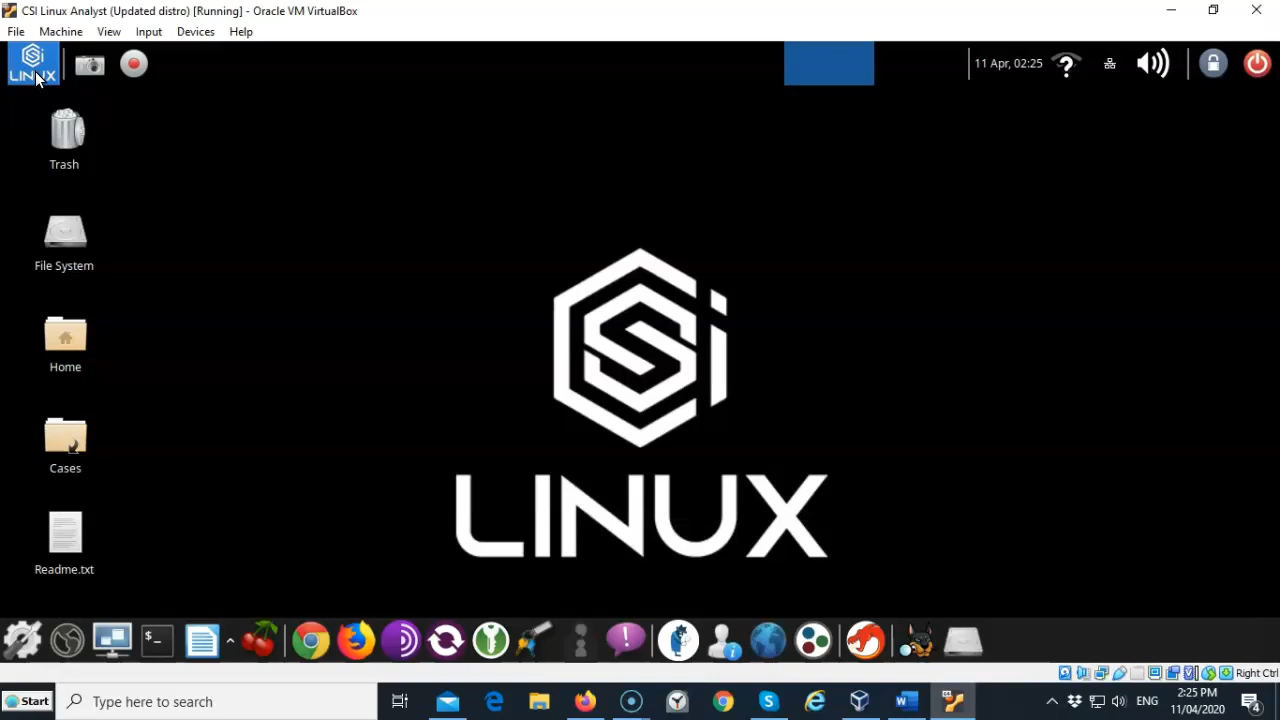 CSI Linux Analyst (Updated distro) [Running] - Oracle VM VirtualBox
File Machine View Input Devices Help
LINUX
11 Apr, 02:25
Trash
File System
Home
Cases
Readme.txt
CSi
LINUX
$-
Right Ctrl
Start
Type here to search
ENG
2:25 PM
11/04/2020
4